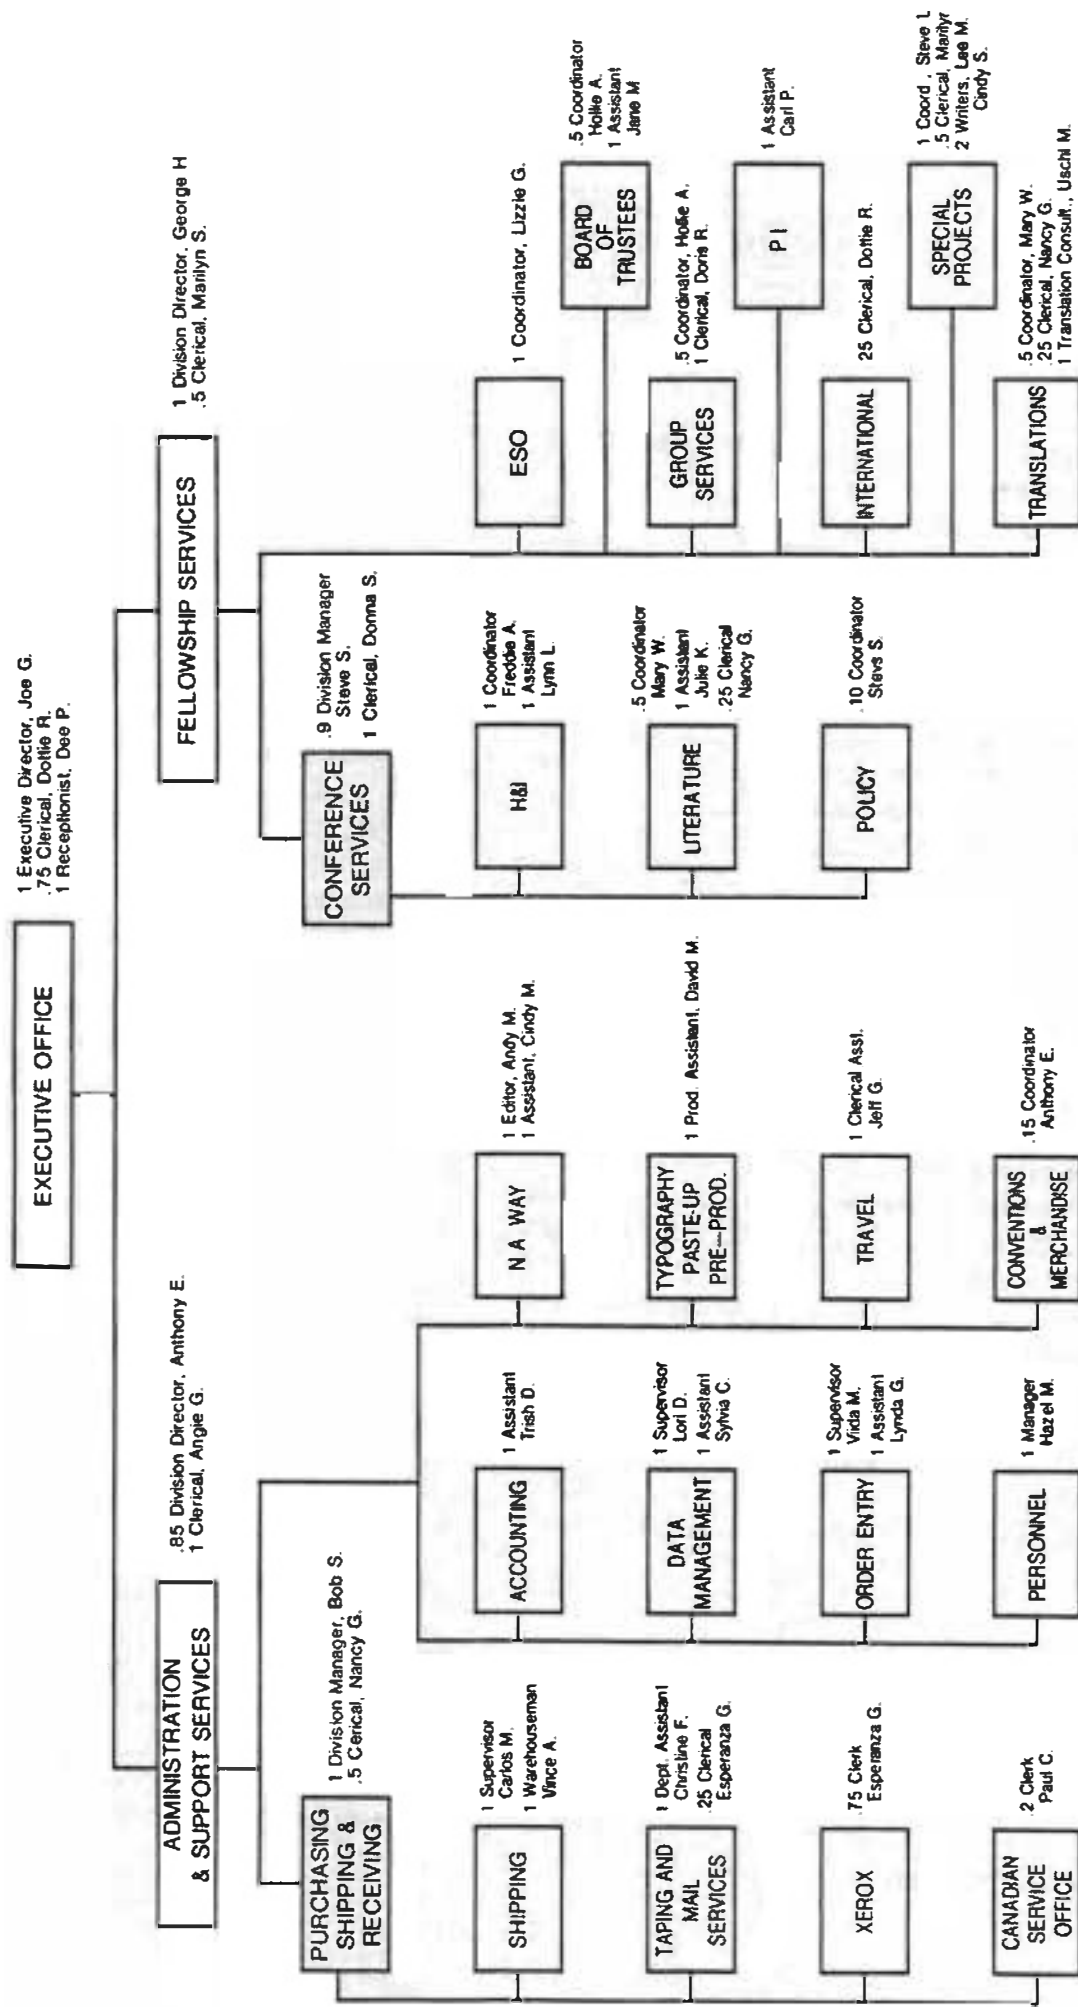 EXECUTIVE OFFICE
1 Executive Director, Joe G.
.75 Clerical, Dottie R.
1 Receptionist, Dee P.
ADMINISTRATION
& SUPPORT SERVICES
.85 Division Director, Anthony E.
1 Clerical, Angie G.
FELLOWSHIP SERVICES
1 Division Director, George H
.5 Clerical, Marilyn S.
PURCHASING
SHIPPING &
RECEIVING
1 Division Manager, Bob S.
.5 Cerical, Nancy G.
CONFERENCE
SERVICES
.9 Division Manager
Steve S.
1 Clerical, Donna S.
SHIPPING
1 Supervisor
Carlos M.
1 Warehouseman
Vince A.
ACCOUNTING
1 Assistant
Trish D.
N A WAY
1 Editor, Andy M.
1 Assistant, Cindy M.
H&I
1 Coordinator
Freddie A.
1 Assistant
Lynn L.
ESO
1 Coordinator, Lizzie G.
BOARD
OF
TRUSTEES
.5 Coordinator
Hollie A.
1 Assistant
Jane M
TAPING AND
MAIL
SERVICES
1 Dept. Assistant
Christine F.
.25 Clerical
Esperanza G.
DATA
MANAGEMENT
1 Supervisor
Lori D.
1 Assistant
Sylvia C.
TYPOGRAPHY
PASTE-UP
PRE-PROD.
1 Prod. Assistant, David M.
LITERATURE
.5 Coordinator
Mary W.
1 Assistant
Julie K.
.25 Clerical
Nancy G.
GROUP
SERVICES
.5 Coordinator, Hollie A.
1 Clerical, Doris R.
P I
1 Assistant
Carl P.
XEROX
.75 Clerk
Esperanza G.
ORDER ENTRY
1 Supervisor
Vida M.
1 Assistant
Lynda G.
TRAVEL
1 Clerical Asst.
Jeff G.
POLICY
.10 Coordinator
Stevs S.
INTERNATIONAL
.25 Clerical, Dottie R.
SPECIAL
PROJECTS
1 Coord , Steve L
.5 Clerical, Marilyr
2 Writers, Lee M.
Cindy S.
CANADIAN
SERVICE
OFFICE
.2 Clerk
Paul C.
PERSONNEL
1 Manager
Hazel M.
CONVENTIONS
&
MERCHANDISE
.15 Coordinator
Anthony E.
TRANSLATIONS
.5 Coordinator, Mary W.
.25 Clerical, Nancy G.
1 Translation Consult., Uschi M.